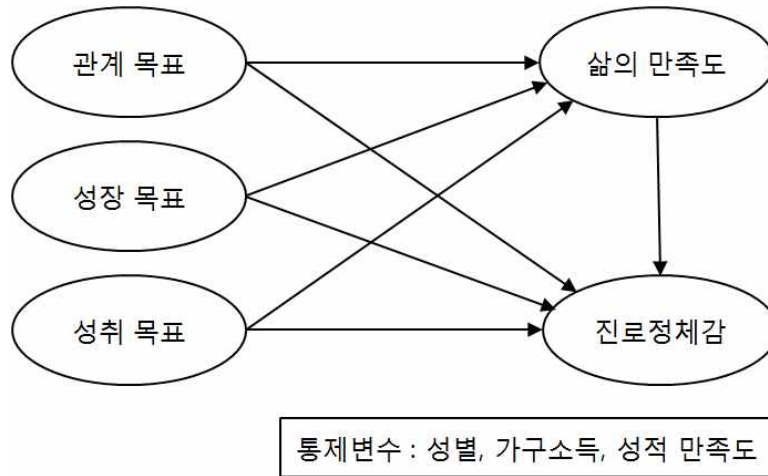 관계 목표
삶의 만족도
성장 목표
성취 목표
진로정체감
통제변수 : 성별, 가구소득, 성적 만족도